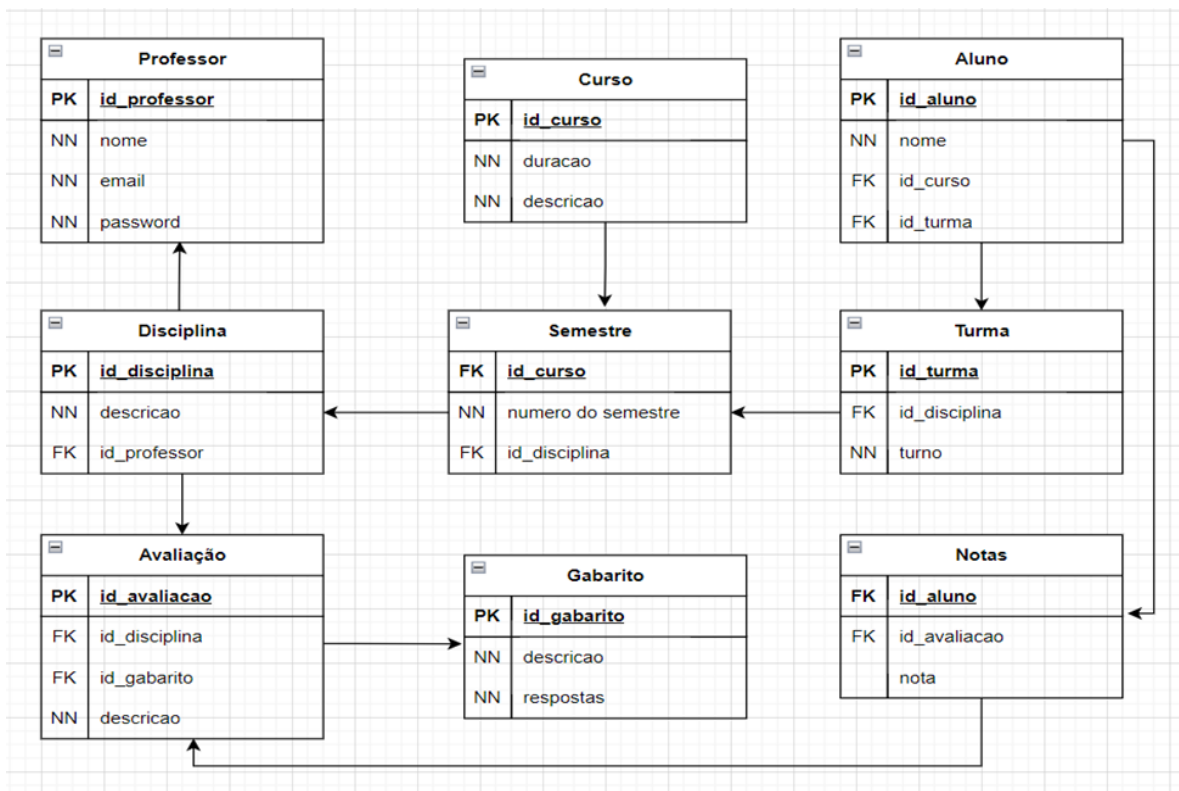 Professor
PK id_professor
NN nome
NN email
NN password
Curso
PK id_curso
NN duracao
NN descricao
Aluno
PK id_aluno
NN nome
FK id_curso
FK id_turma
Disciplina
PK id_disciplina
NN descricao
FK id_professor
Semestre
FK id_curso
NN numero do semestre
FK id_disciplina
Turma
PK id_turma
FK id_disciplina
NN turno
Avaliação
PK id_avaliacao
FK id_disciplina
FK id_gabarito
NN descricao
Gabarito
PK id_gabarito
NN descricao
NN respostas
Notas
FK id_aluno
FK id_avaliacao
nota